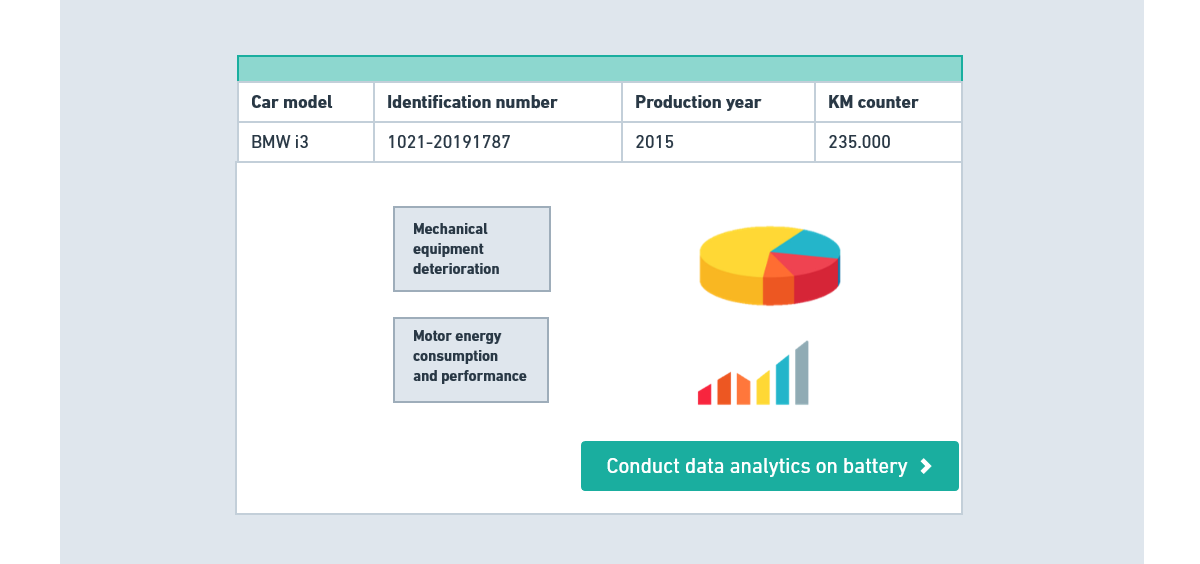 Car model Identification number Production year KM counter
BMW i3 1021-20191787 2015 235.000
Mechanical
equipment
deterioration
Motor energy
consumption
and performance
Conduct data analytics on battery